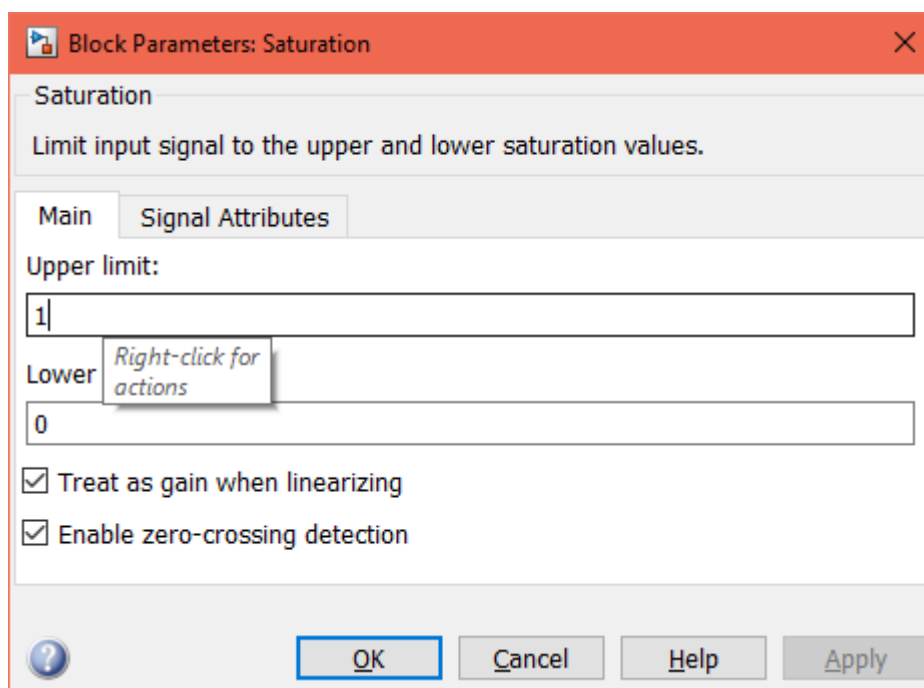 Block Parameters: Saturation
Saturation
Limit input signal to the upper and lower saturation values.
Main Signal Attributes
Upper limit:
1
Right-click for
actions
Lower
0
Treat as gain when linearizing
Enable zero-crossing detection
? OK Cancel Help Apply